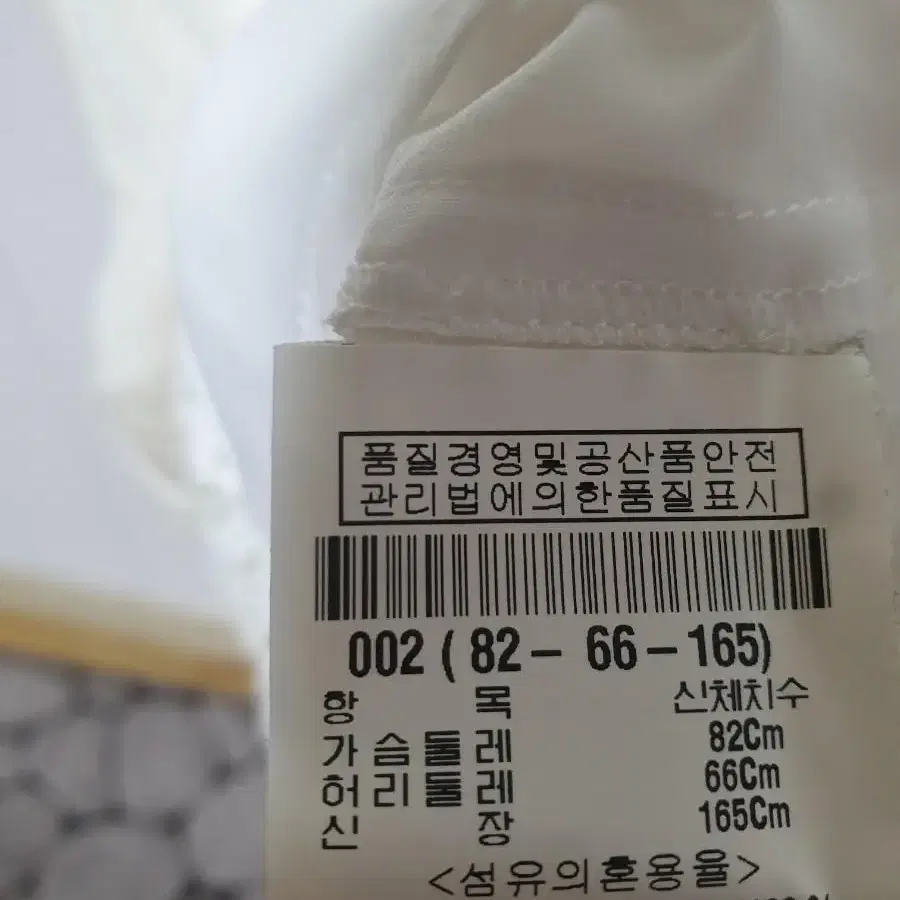 품질경영및공산품안전
관리법에의한품질표시
002 ( 82 - 66 - 165)
항 목 신체치수
가슴둘레 82Cm
허리둘레 66Cm
신 장 165Cm
<섬유의혼용율>